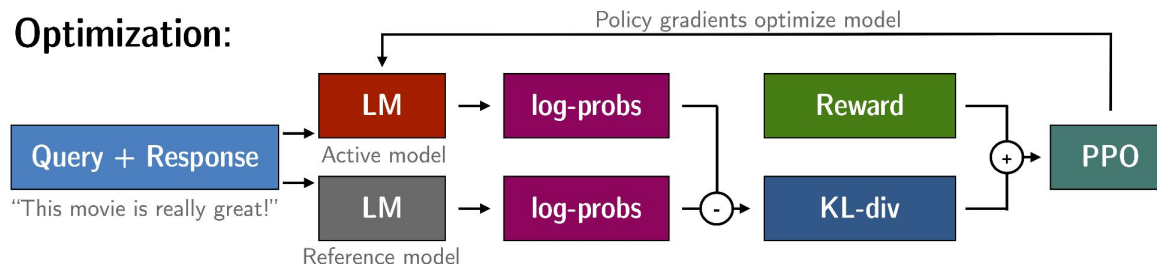 Policy gradients optimize model
Optimization:
LM
log-probs
Reward
Query + Response
Active model
+
PPO
"This movie is really great!"
LM
log-probs
-
KL-div
Reference model